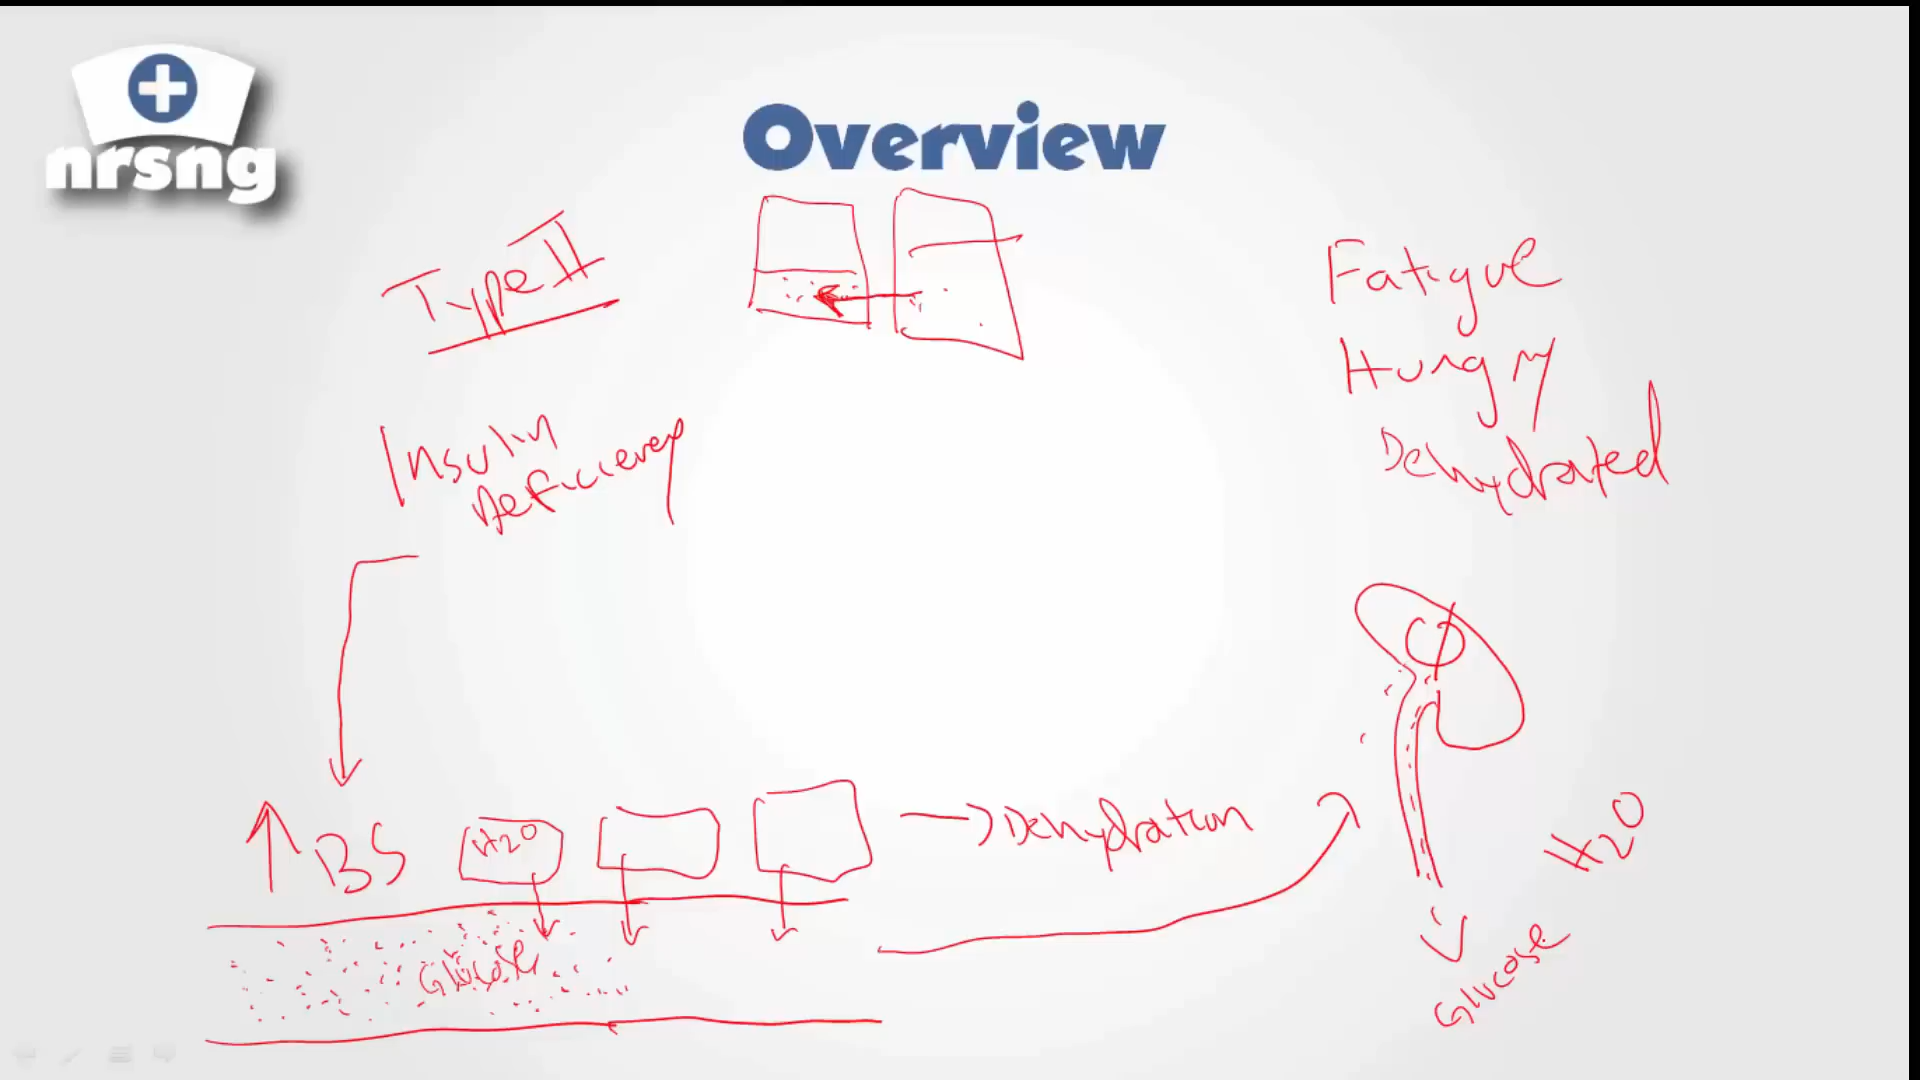 nrsng
Overview
Type II
Fatigue
Hungry
Dehydrated
Insulin
Deficiency
↑ BS
H2O
Dehydration
Glucose
H2O
Glucose